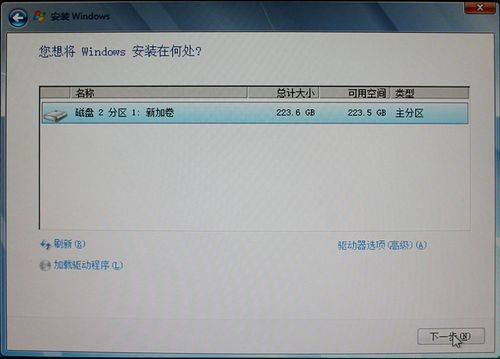 安装 Windows
您想将 Windows 安装在何处?
名称 总计大小 可用空间 类型
磁盘 2 分区 1: 新加卷 223.6 GB 223.5 GB 主分区
刷新(R) 驱动器选项(高级)(A)
加载驱动程序(L)
下一步(N)